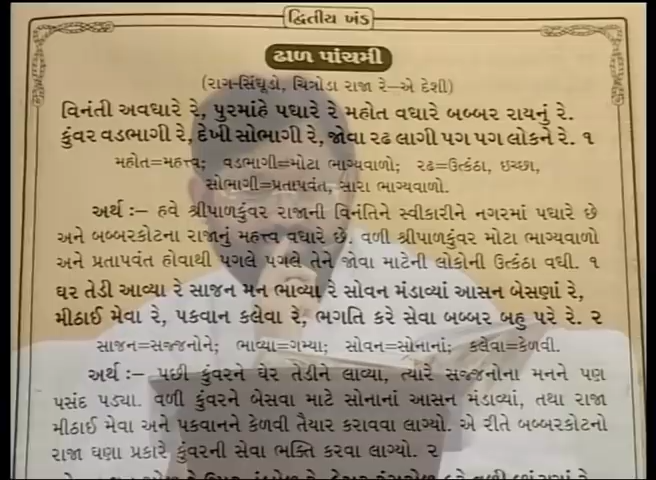 દ્વિતીય ખંડ
ઢાળ પાંચમી
(રાગ-સિંધૂડો, ચિત્રોડા રાજા રે–એ દેશી)
વિનંતી અવધારે રે, પુરમાંહે પધારે રે મહોત વધારે બબ્બર રાયનું રે.
કુંવર વડભાગી રે, દેખી સોભાગી રે, જોવા રઢ લાગી પગ પગ લોકને રે. ૧
મહોત=મહત્ત્વ; વડભાગી=મોટા ભાગ્યવાળો; રઢ=ઉત્કંઠા, ઇચ્છા,
સોભાગી=પ્રતાપવંત, સારા ભાગ્યવાળો.
અર્થ :– હવે શ્રીપાળકુંવર રાજાની વિનંતિને સ્વીકારીને નગરમાં પધારે છે
અને બબ્બરકોટના રાજાનું મહત્ત્વ વધારે છે. વળી શ્રીપાળકુંવર મોટા ભાગ્યવાળો
અને પ્રતાપવંત હોવાથી પગલે પગલે તેને જોવા માટેની લોકોની ઉત્કંઠા વધી. ૧
ઘર તેડી આવ્યા રે સાજન મન ભાવ્યા રે સોવન મંડાવ્યાં આસન બેસણાં રે,
મીઠાઈ મેવા રે, પકવાન કલેવા રે, ભગતિ કરે સેવા બબ્બર બહુ પરે રે. ૨
સાજન=સજ્જનોને; ભાવ્યા=ગમ્યા; સોવન=સોનાનાં; કલેવા=કેળવી.
અર્થ :– પછી કુંવરને ઘેર તેડીને લાવ્યા, ત્યારે સજ્જનોના મનને પણ
પસંદ પડ્યા. વળી કુંવરને બેસવા માટે સોનાનાં આસન મંડાવ્યાં, તથા રાજા
મીઠાઈ મેવા અને પકવાનને કેળવી તૈયાર કરાવવા લાગ્યો. એ રીતે બબ્બરકોટનો
રાજા ઘણા પ્રકારે કુંવરની સેવા ભક્તિ કરવા લાગ્યો. ૨